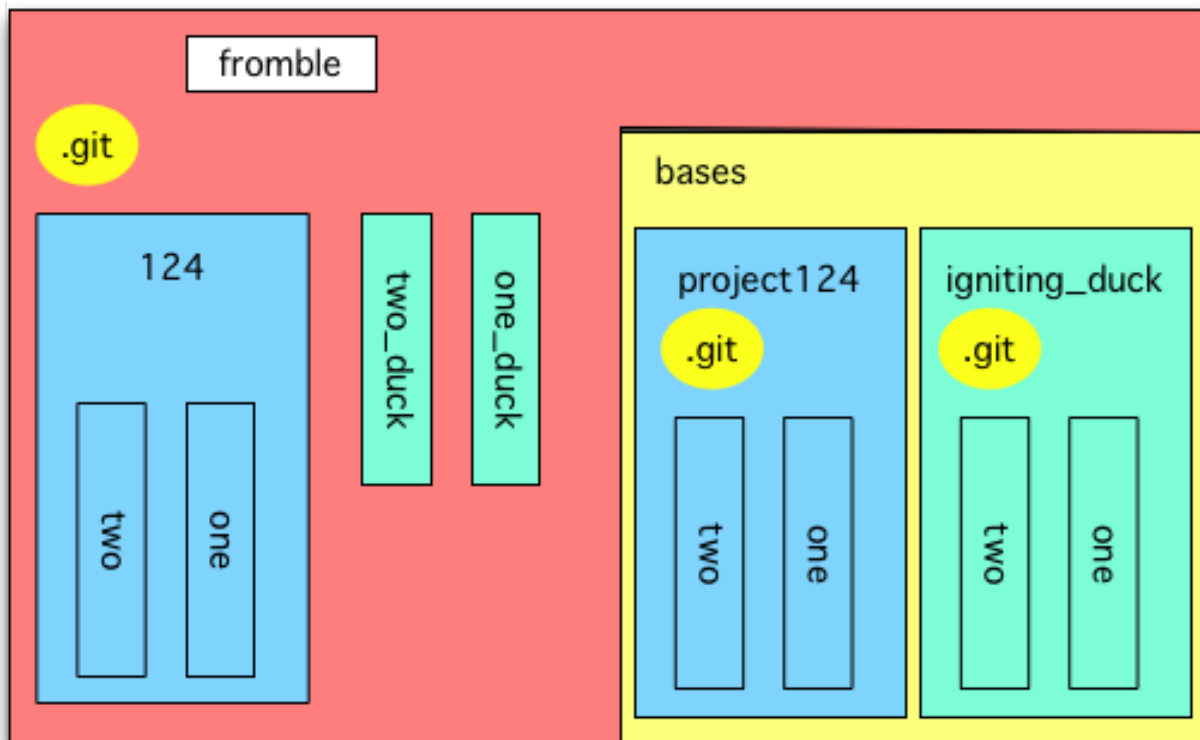 fromble
.git
bases
124
two_duck
one_duck
project124
igniting_duck
.git
.git
two
one
two
one
two
one